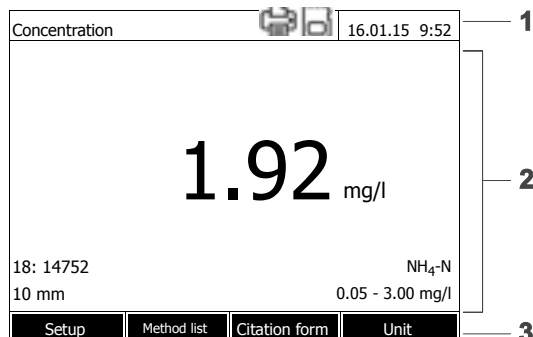 Concentration 16.01.15 9:52 1
1.92 mg/l 2
18: 14752 NH₄-N
10 mm 0.05 - 3.00 mg/l
Setup Method list Citation form Unit 3